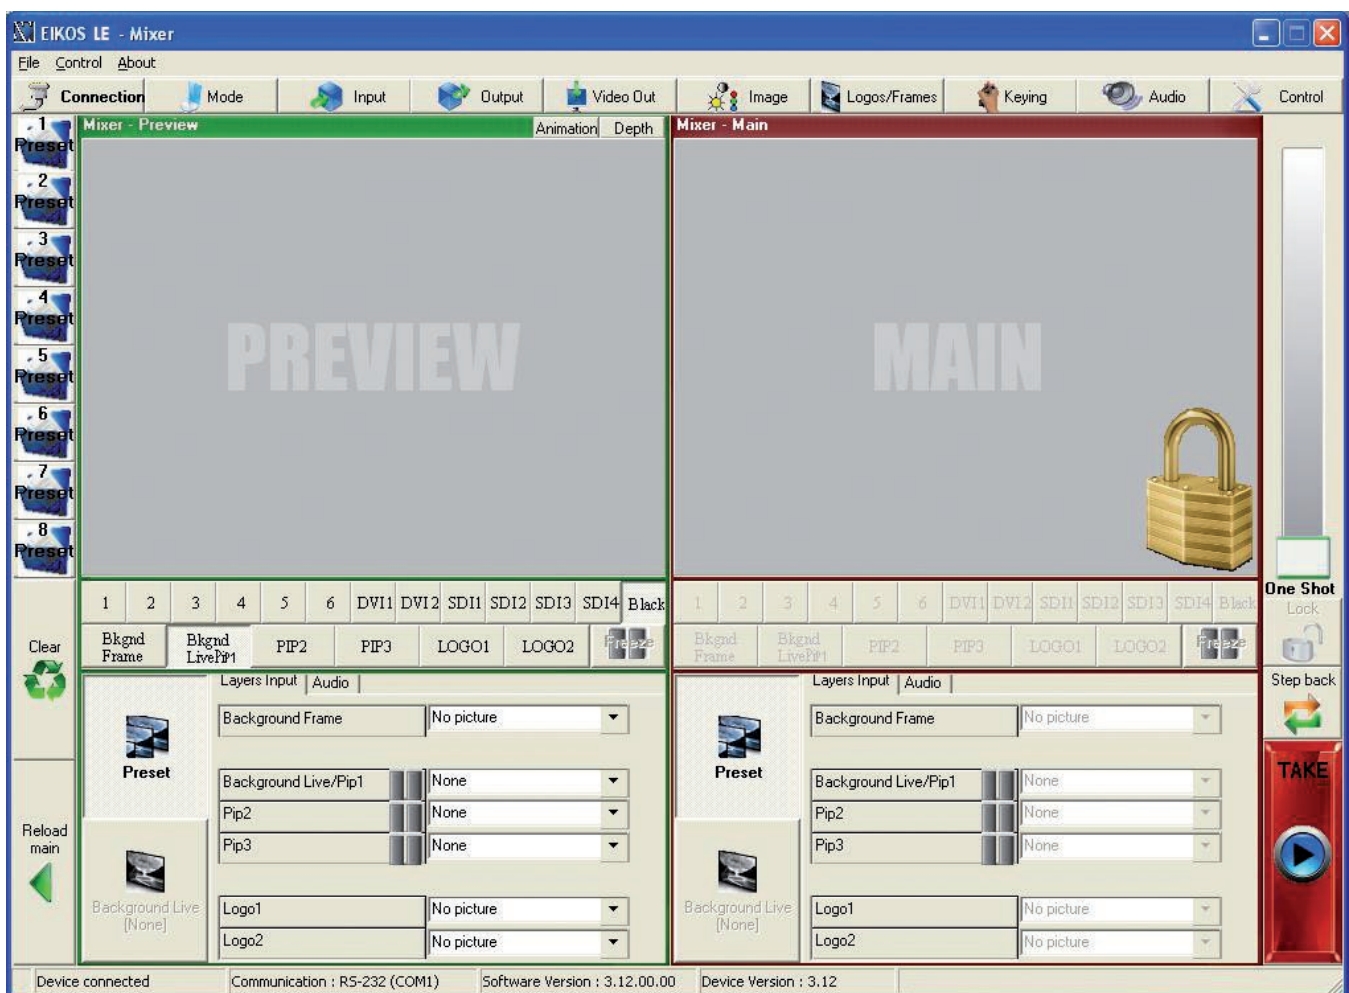 EIKOS LE - Mixer
File Control About
Connection Mode Input Output Video Out Image Logos/Frames Keying Audio Control
1 Preset
2 Preset
3 Preset
4 Preset
5 Preset
6 Preset
7 Preset
8 Preset
Clear
Reload
main
Mixer - Preview Animation Depth
PREVIEW
1 2 3 4 5 6 DVI1 DVI2 SDI1 SDI2 SDI3 SDI4 Black
Bkgnd Frame Bkgnd Live/PiP1 PIP2 PIP3 LOGO1 LOGO2 Freeze
Layers Input Audio
Preset
Background Live
[None]
Background Frame No picture
Background Live/Pip1 None
Pip2 None
Pip3 None
Logo1 No picture
Logo2 No picture
Mixer - Main
MAIN
1 2 3 4 5 6 DVI1 DVI2 SDI1 SDI2 SDI3 SDI4 Black
Bkgnd Frame Bkgnd Live/PiP1 PIP2 PIP3 LOGO1 LOGO2 Freeze
Layers Input Audio
Preset
Background Live
[None]
Background Frame No picture
Background Live/Pip1 None
Pip2 None
Pip3 None
Logo1 No picture
Logo2 No picture
One Shot
Lock
Step back
TAKE
Device connected Communication : RS-232 (COM1) Software Version : 3.12.00.00 Device Version : 3.12